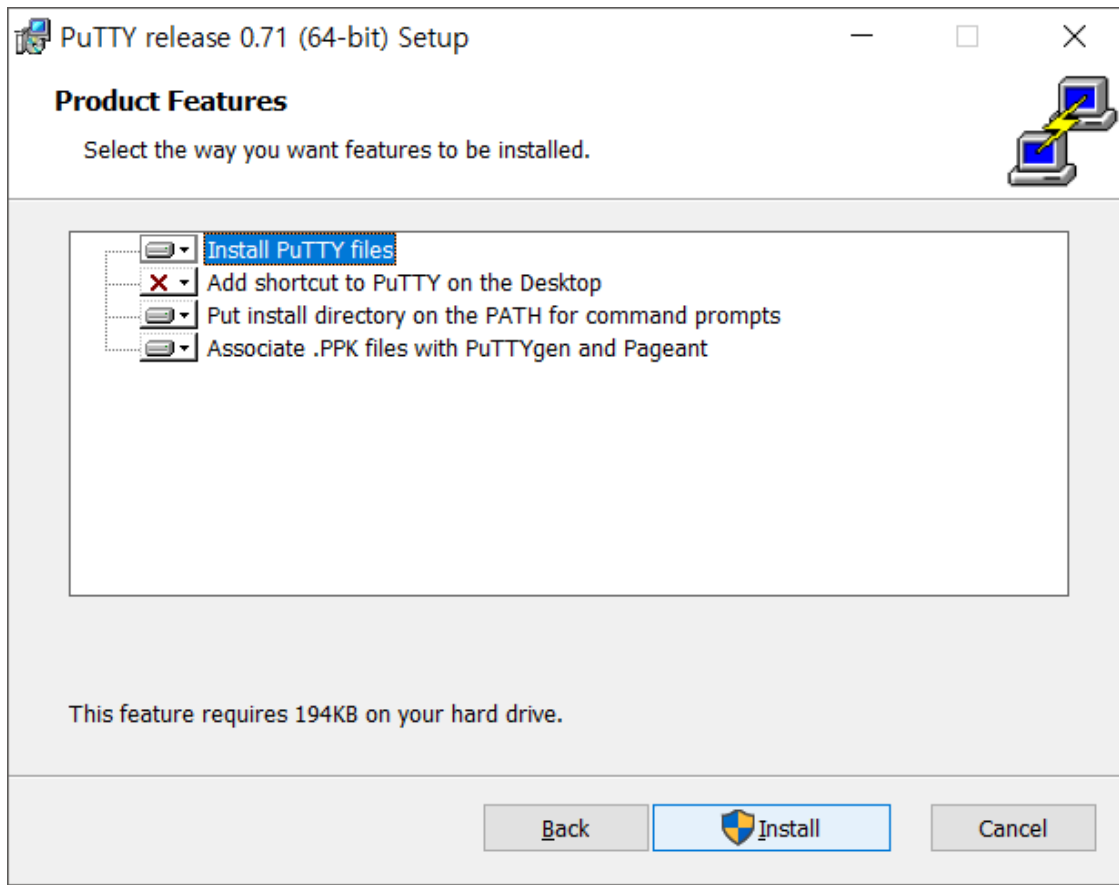 PuTTY release 0.71 (64-bit) Setup
Product Features
Select the way you want features to be installed.
Install PuTTY files
Add shortcut to PuTTY on the Desktop
Put install directory on the PATH for command prompts
Associate .PPK files with PuTTYgen and Pageant
This feature requires 194KB on your hard drive.
Back
Install
Cancel